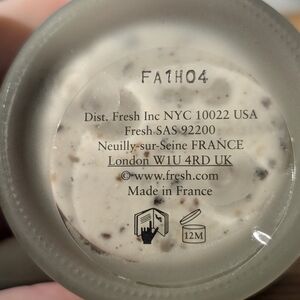 FA1H04
Dist. Fresh Inc NYC 10022 USA
Fresh SAS 92200
Neuilly-sur-Seine FRANCE
London W1U 4RD UK
©www.fresh.com
Made in France
12M